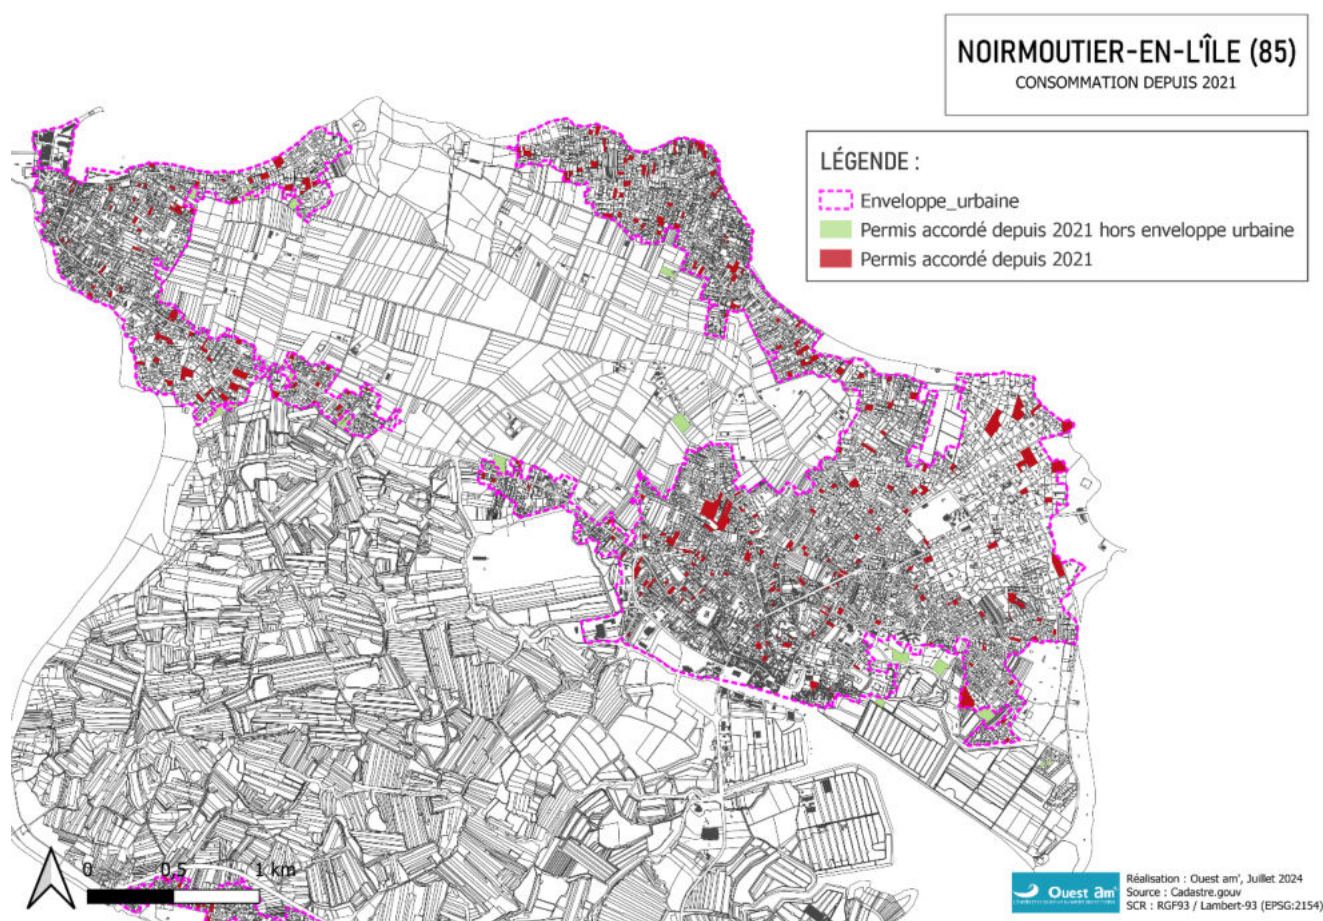 NOIRMOUTIER-EN-L'ÎLE (85)
CONSOMMATION DEPUIS 2021
LÉGENDE :
Enveloppe_urbaine
Permis accordé depuis 2021 hors enveloppe urbaine
Permis accordé depuis 2021
0 0,5 1 km
Ouest am'
Réalisation : Ouest am', Juillet 2024
Source : Cadastre.gouv
SCR : RGF93 / Lambert-93 (EPSG:2154)